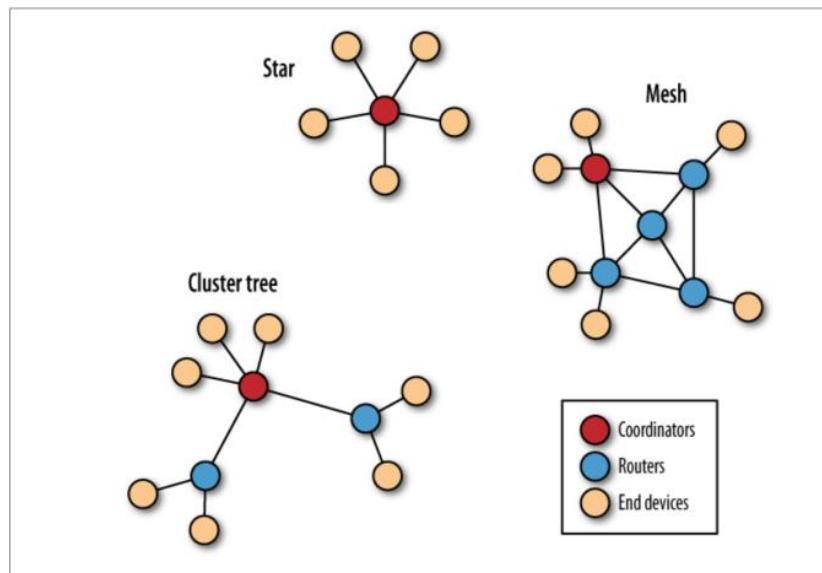 Star
Mesh
Cluster tree
Coordinators
Routers
End devices